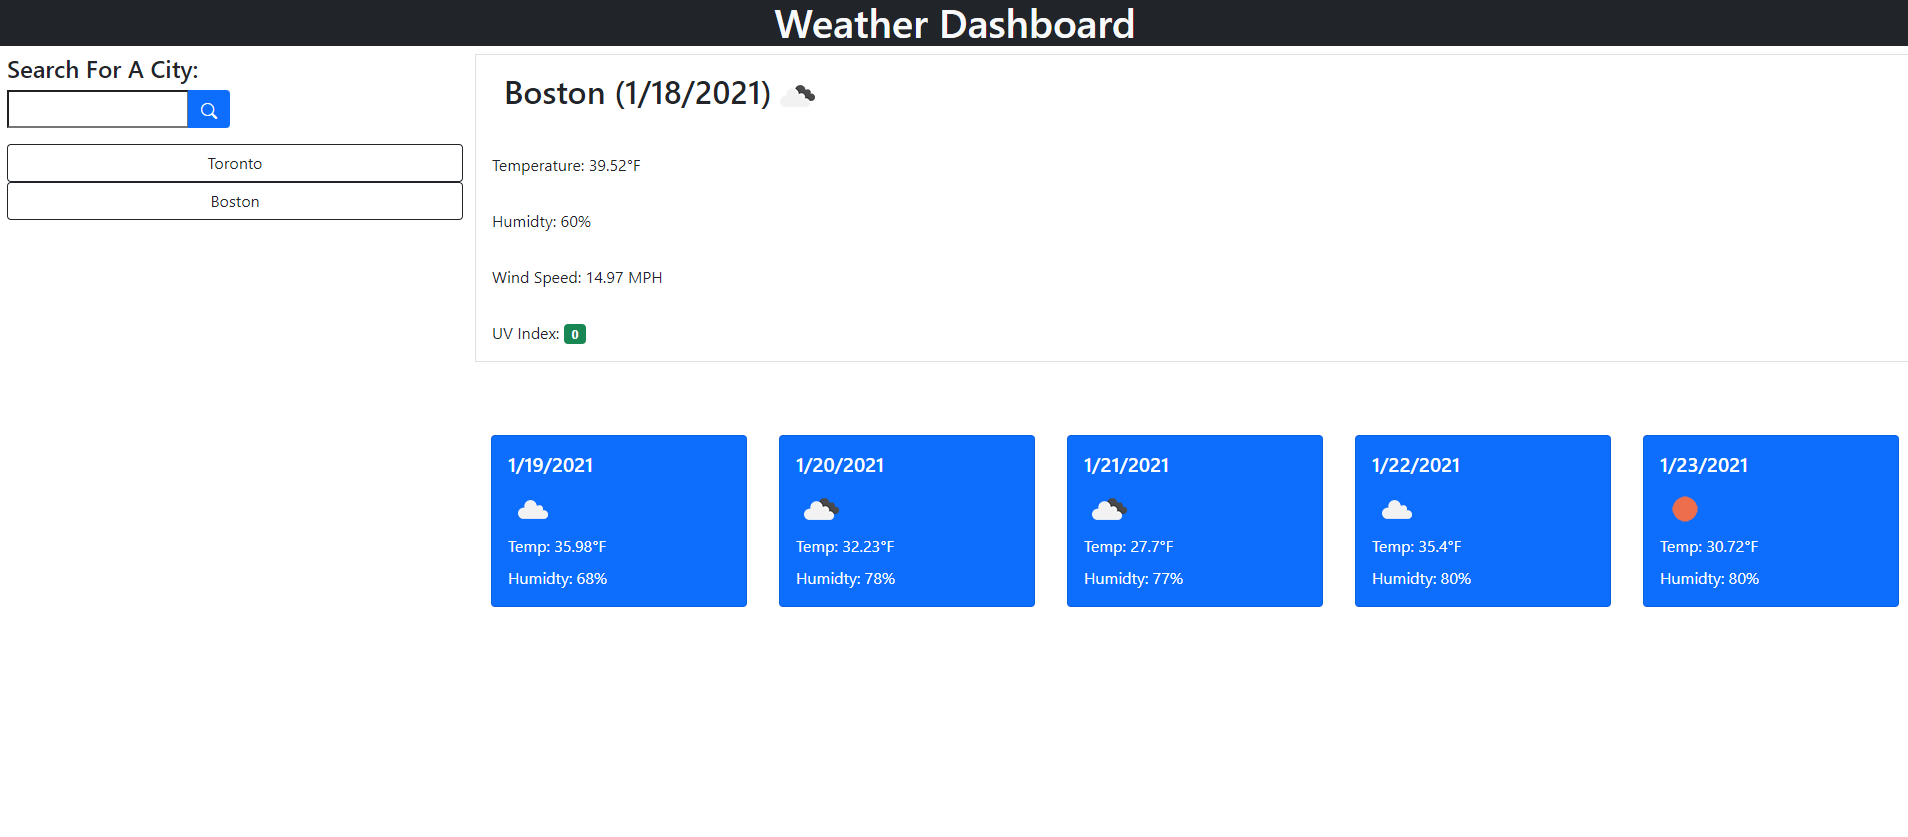 Weather Dashboard
Search For A City:
Toronto
Boston
Boston (1/18/2021)
Temperature: 39.52°F
Humidty: 60%
Wind Speed: 14.97 MPH
UV Index: 0
1/19/2021
Temp: 35.98°F
Humidty: 68%
1/20/2021
Temp: 32.23°F
Humidty: 78%
1/21/2021
Temp: 27.7°F
Humidty: 77%
1/22/2021
Temp: 35.4°F
Humidty: 80%
1/23/2021
Temp: 30.72°F
Humidty: 80%